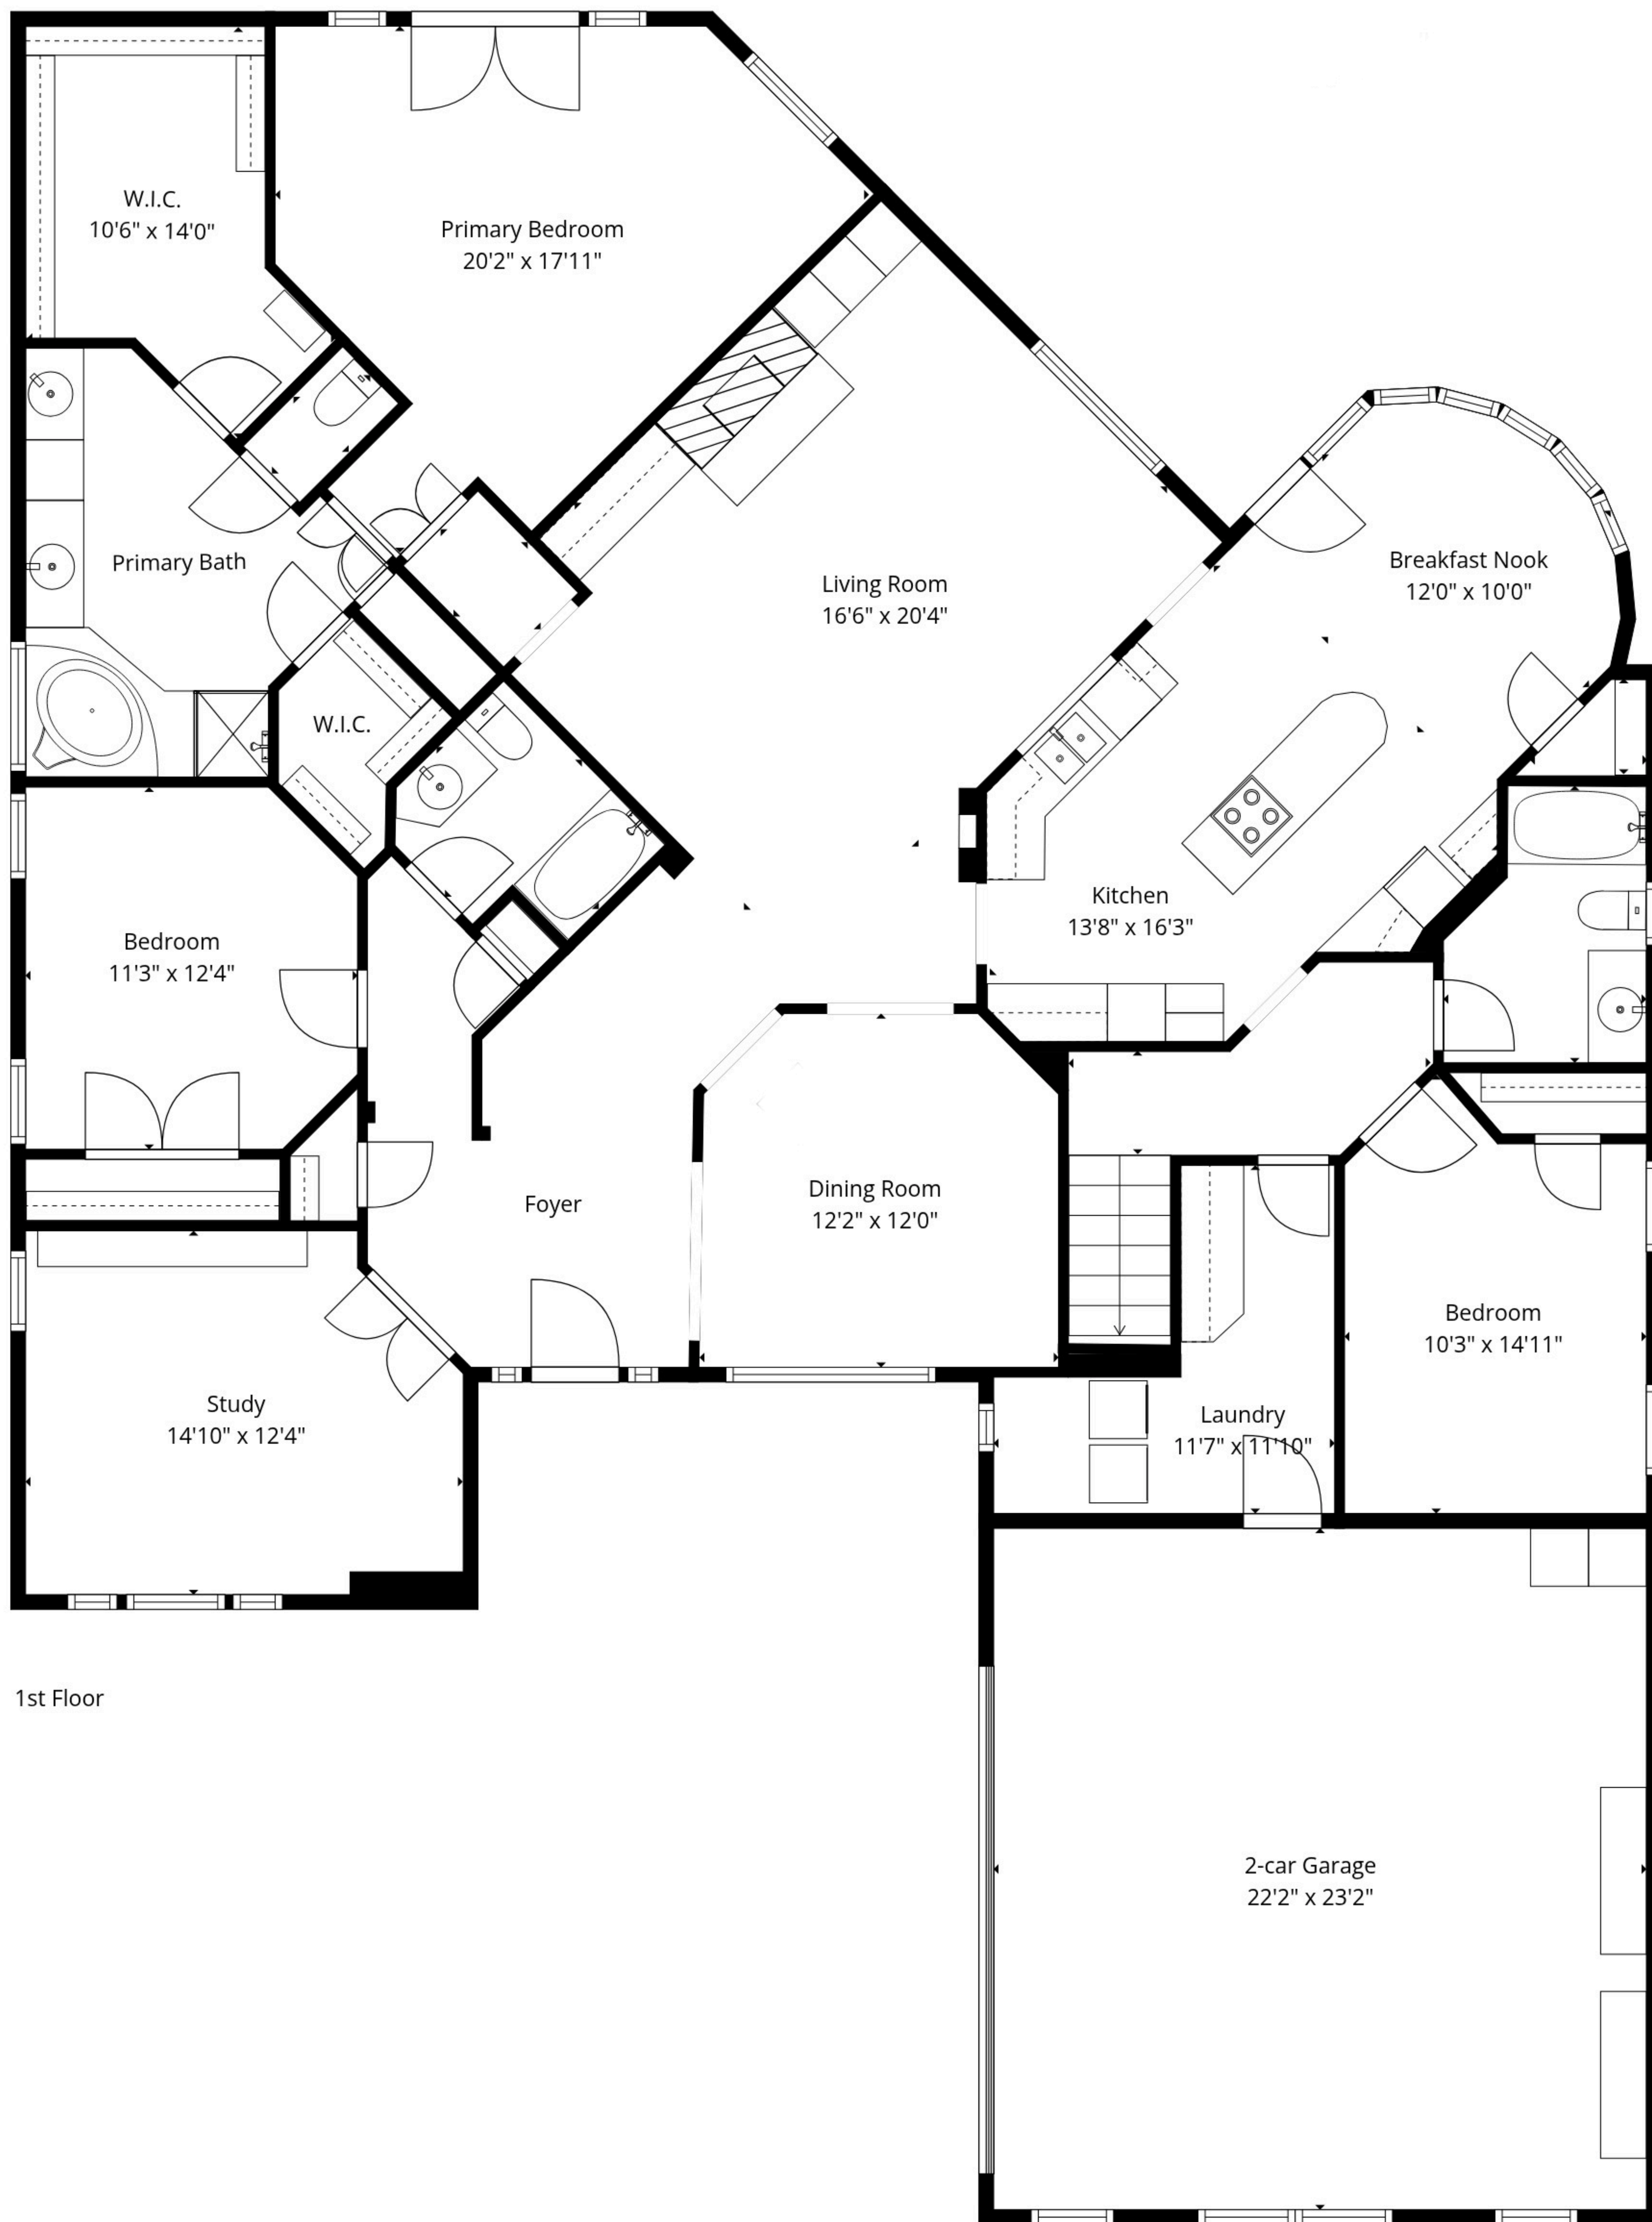 W.I.C.
10'6" x 14'0"
Primary Bedroom
20'2" x 17'11"
Primary Bath
Living Room
16'6" x 20'4"
Breakfast Nook
12'0" x 10'0"
W.I.C.
Kitchen
13'8" x 16'3"
Bedroom
11'3" x 12'4"
Foyer
Dining Room
12'2" x 12'0"
Bedroom
10'3" x 14'11"
Study
14'10" x 12'4"
Laundry
11'7" x 11'10"
1st Floor
2-car Garage
22'2" x 23'2"